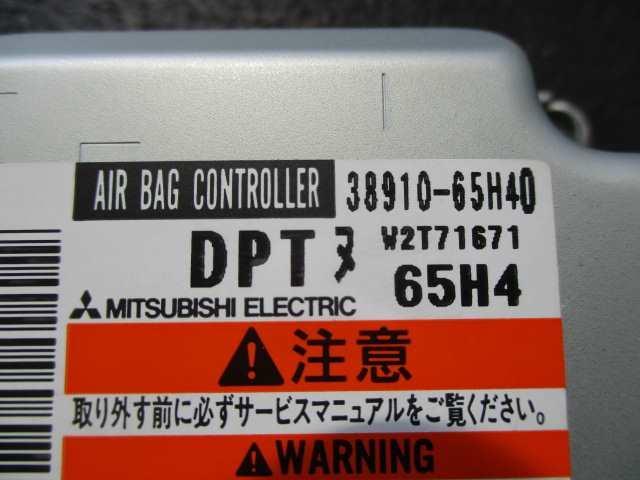 AIR BAG CONTROLLER 38910-65H40
DPT ヌ W2T71671
65H4
MITSUBISHI ELECTRIC
注意
取り外す前に必ずサービスマニュアルをご覧ください。
WARNING